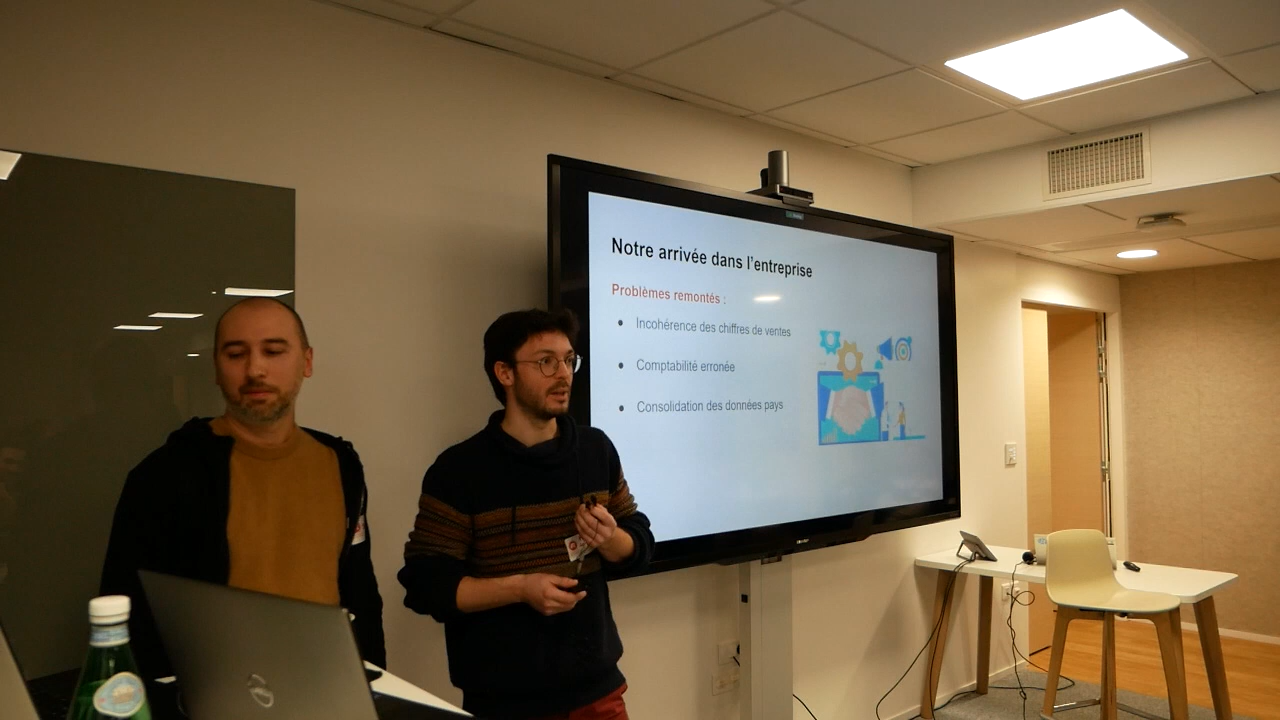 Notre arrivée dans l'entreprise
Problèmes remontés :
• Incohérence des chiffres de ventes
• Comptabilité erronée
• Consolidation des données pays